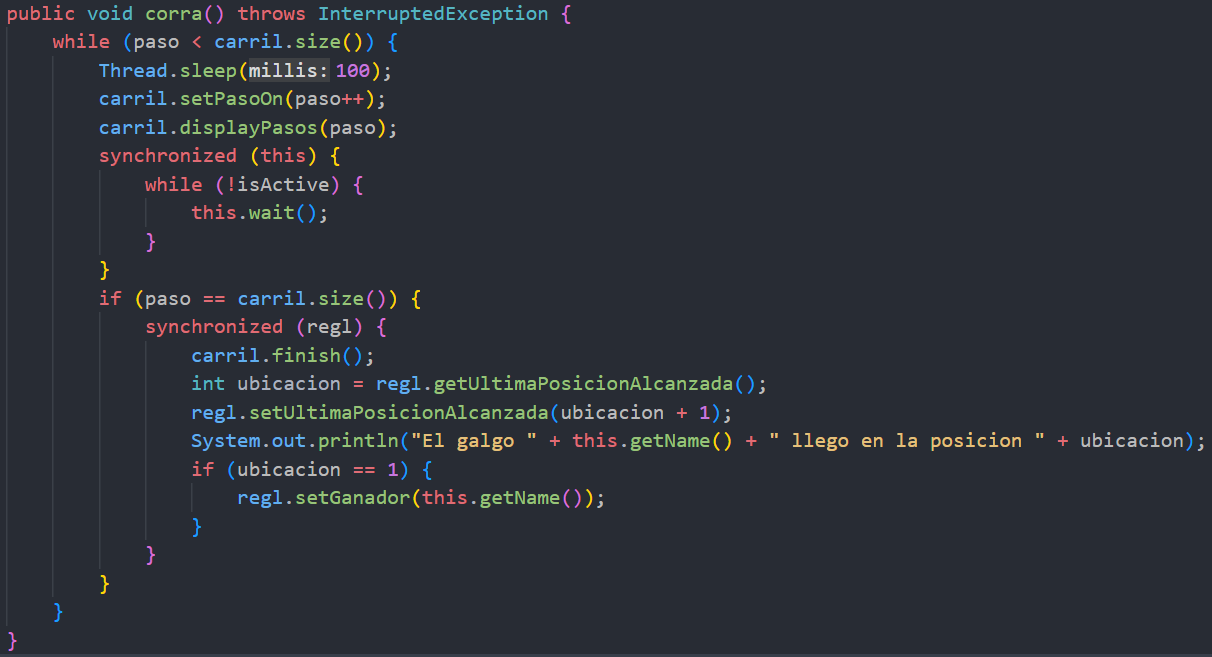 public void corra() throws InterruptedException {
    while (paso < carril.size()) {
        Thread.sleep(millis: 100);
        carril.setPasoOn(paso++);
        carril.displayPasos(paso);
        synchronized (this) {
            while (!isActive) {
                this.wait();
            }
        }
        if (paso == carril.size()) {
            synchronized (regl) {
                carril.finish();
                int ubicacion = regl.getUltimaPosicionAlcanzada();
                regl.setUltimaPosicionAlcanzada(ubicacion + 1);
                System.out.println("El galgo " + this.getName() + " llego en la posicion " + ubicacion);
                if (ubicacion == 1) {
                    regl.setGanador(this.getName());
                }
            }
        }
    }
}